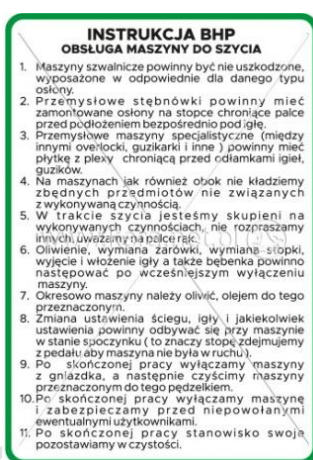 INSTRUKCJA BHP
OBSŁUGA MASZYNY DO SZYCIA
1. Maszyny szwalnicze powinny być nie uszkodzone,
wyposażone w odpowiednie dla danego typu
osłony.
2. Przemysłowe stębnówki powinny mieć
zamontowane osłony na stopce chroniące palce
przed podłożeniem bezpośrednio pod igłę.
3. Przemysłowe maszyny specjalistyczne (między
innymi overlocki, guzikarki i inne ) powinny mieć
płytkę z plexy chroniącą przed odłamkami igieł,
guzików.
4. Na maszynach jak również obok nie kładziemy
zbędnych przedmiotów nie związanych
z wykonywaną czynnością.
5. W trakcie szycia jesteśmy skupieni na
wykonywanych czynnościach, nie rozpraszamy
innych, uważamy na palce rąk.
6. Oliwienie, wymiana żarówki, wymiana stopki,
wyjęcie i włożenie igły a także bębenka powinno
następować po wcześniejszym wyłączeniu
maszyny.
7. Okresowo maszyny należy oliwić, olejem do tego
przeznaczonym.
8. Zmiana ustawienia ściegu, igły i jakiekolwiek
ustawienia powinny odbywać się przy maszynie
w stanie spoczynku ( to znaczy stopę zdejmujemy
z pedału aby maszyna nie była w ruchu ).
9. Po skończonej pracy wyłączamy maszyny
z gniazdka, a następnie czyścimy maszyny
przeznaczonym do tego pędzelkiem.
10. Po skończonej pracy wyłączamy maszynę
i zabezpieczamy przed niepowołanymi
ewentualnymi użytkownikami.
11. Po skończonej pracy stanowisko swoje
pozostawiamy w czystości.